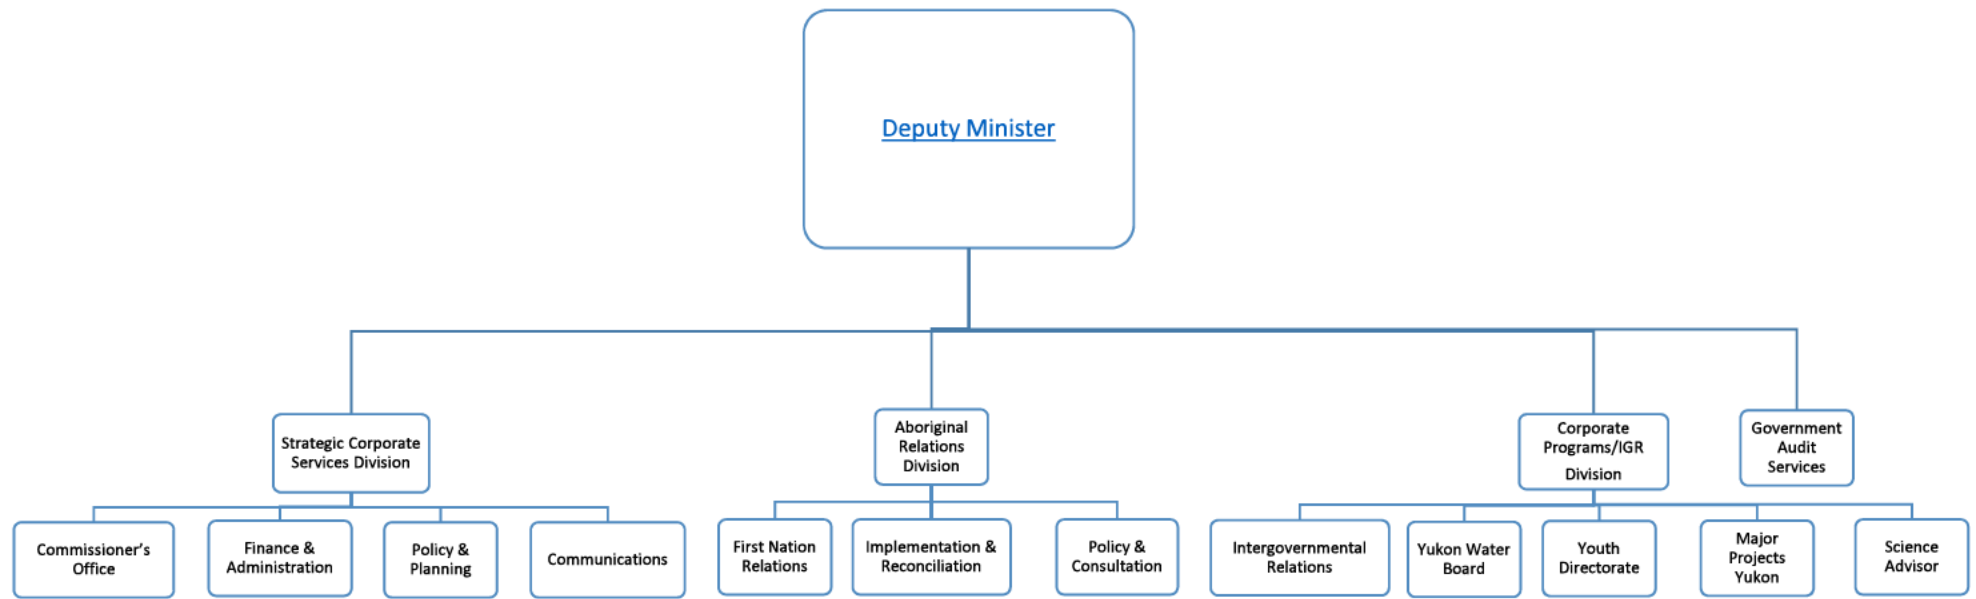 Deputy Minister
Strategic Corporate
Services Division
Aboriginal
Relations
Division
Corporate
Programs/IGR
Division
Government
Audit
Services
Commissioner’s
Office
Finance &
Administration
Policy &
Planning
Communications
First Nation
Relations
Implementation &
Reconciliation
Policy &
Consultation
Intergovernmental
Relations
Yukon Water
Board
Youth
Directorate
Major
Projects
Yukon
Science
Advisor